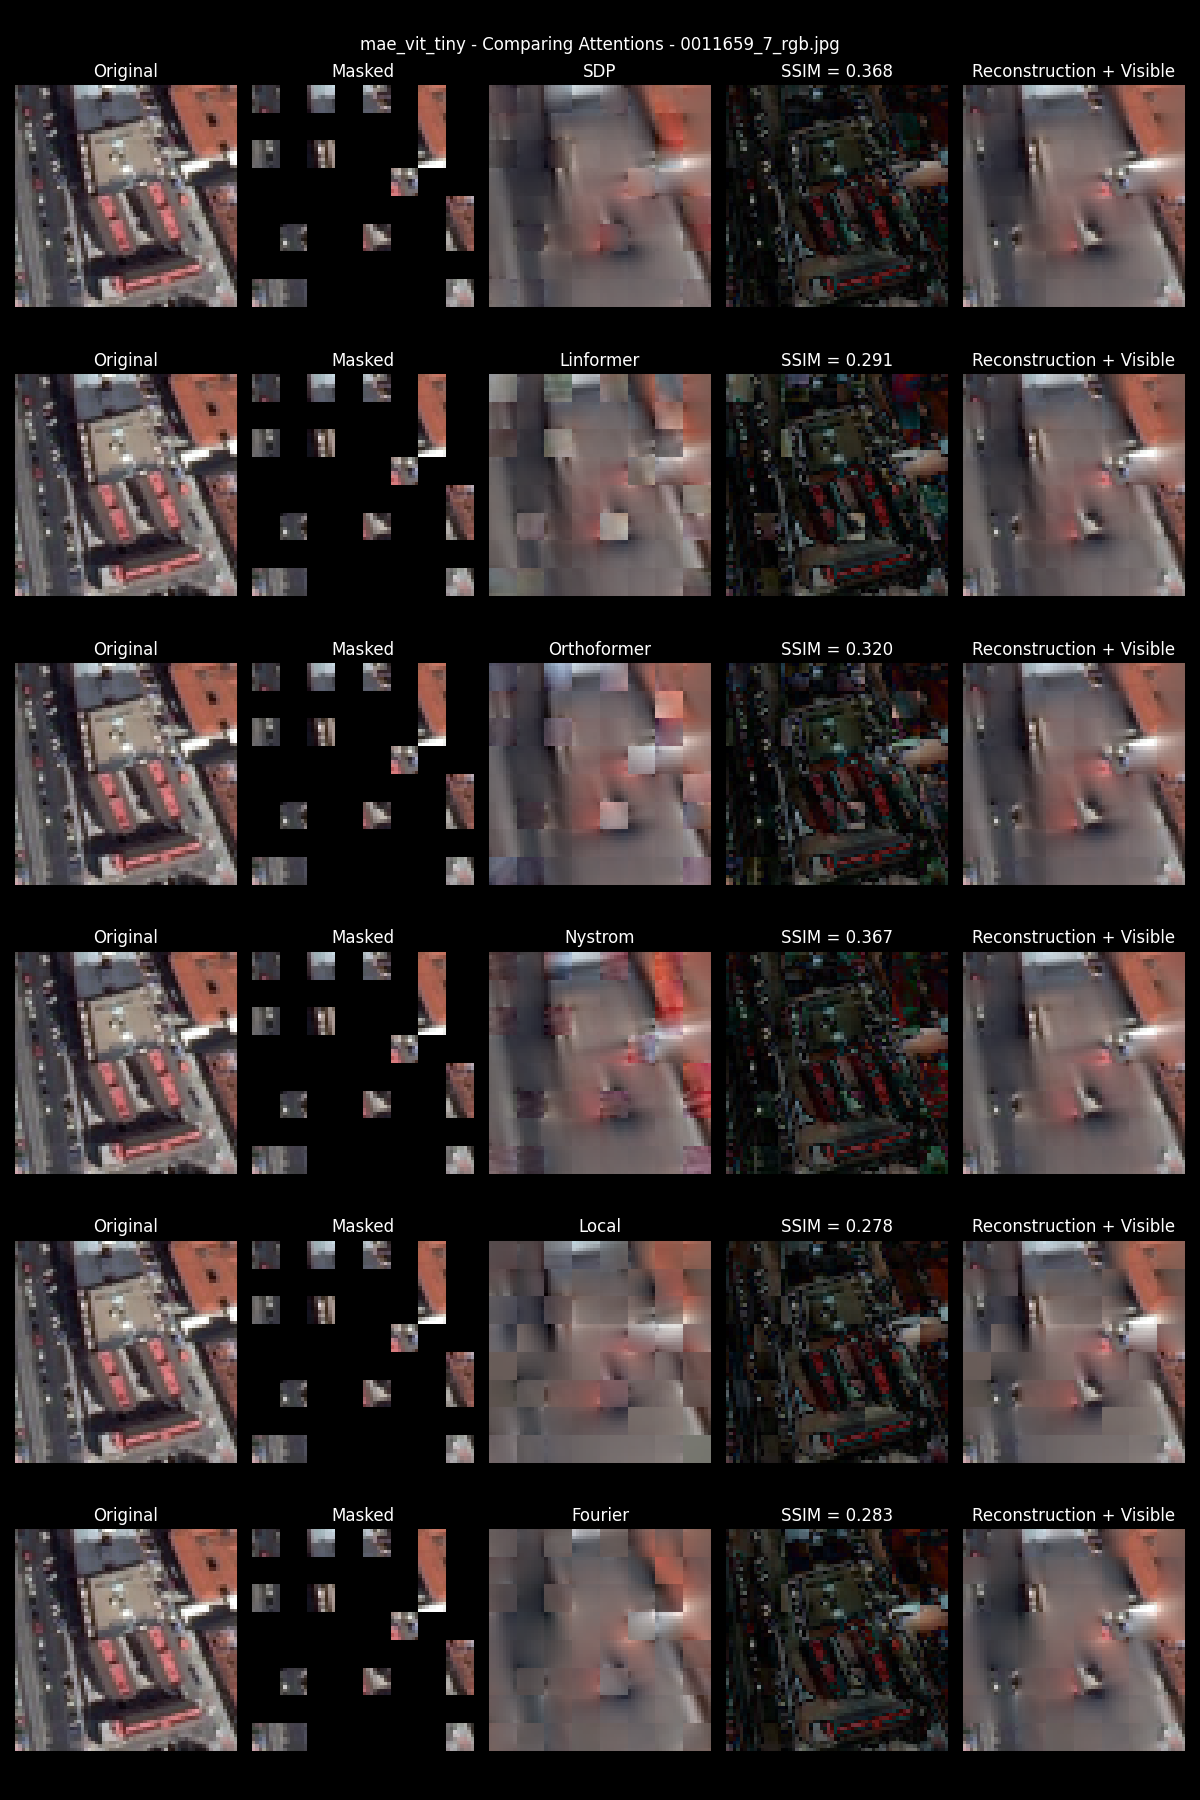 mae_vit_tiny - Comparing Attentions - 0011659_7_rgb.jpg
Original Masked SDP SSIM = 0.368 Reconstruction + Visible
Original Masked Linformer SSIM = 0.291 Reconstruction + Visible
Original Masked Orthoformer SSIM = 0.320 Reconstruction + Visible
Original Masked Nystrom SSIM = 0.367 Reconstruction + Visible
Original Masked Local SSIM = 0.278 Reconstruction + Visible
Original Masked Fourier SSIM = 0.283 Reconstruction + Visible